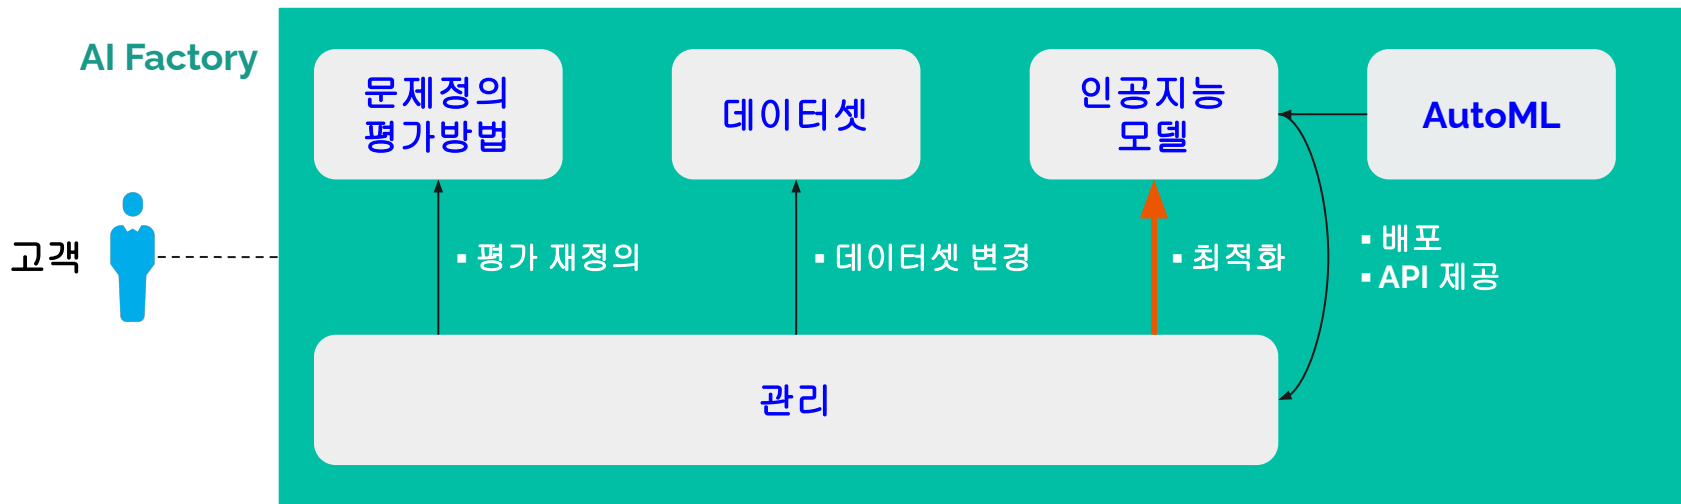 AI Factory
문제정의
평가방법
데이터셋
인공지능
모델
AutoML
고객
▪ 평가 재정의
▪ 데이터셋 변경
▪ 최적화
▪ 배포
▪ API 제공
관리